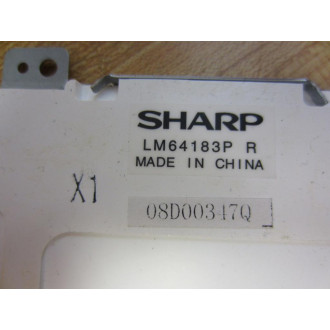 SHARP
LM64183P R
MADE IN CHINA
X1
08D00347Q